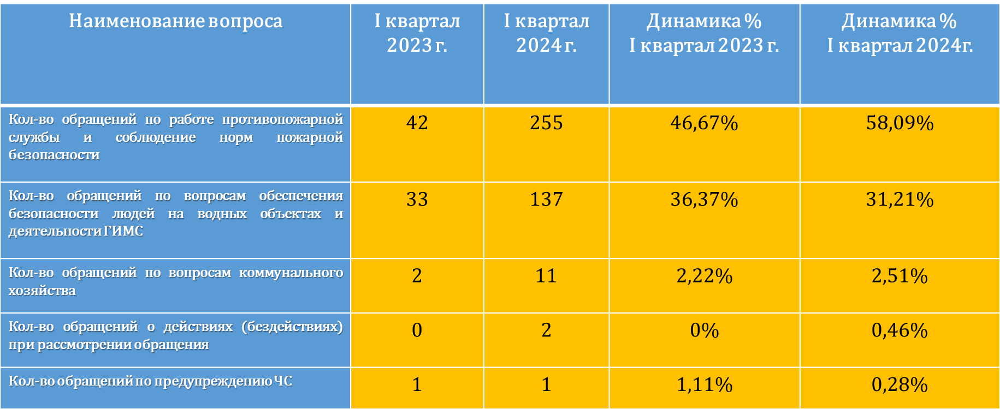 Наименование вопроса
I квартал
2023 г.
I квартал
2024 г.
Динамика %
I квартал 2023 г.
Динамика %
I квартал 2024г.
Кол-во обращений по работе противопожарной
службы и соблюдение норм пожарной
безопасности
42
255
46,67%
58,09%
Кол-во обращений по вопросам обеспечения
безопасности людей на водных объектах и
деятельности ГИМС
33
137
36,37%
31,21%
Кол-во обращений по вопросам коммунального
хозяйства
2
11
2,22%
2,51%
Кол-во обращений о действиях (бездействиях)
при рассмотрении обращения
0
2
0%
0,46%
Кол-во обращений по предупреждению ЧС
1
1
1,11%
0,28%